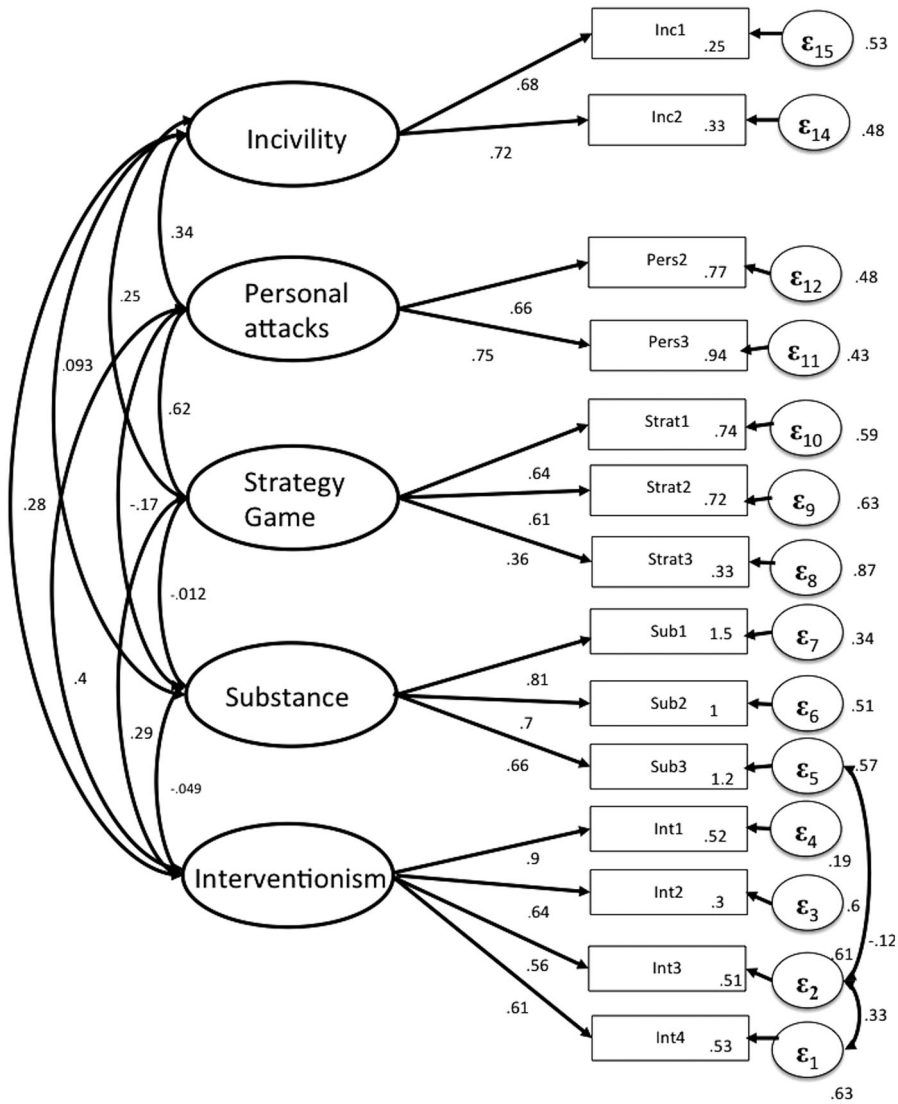 Inc1
.25
ε15
.53
.68
Inc2
.33
ε14
.48
.72
Incivility
.34
Pers2
.77
ε12
.48
.66
Personal
attacks
.25
Pers3
.94
ε11
.43
.75
.093
.62
Strat1
.74
ε10
.59
.64
Strategy
Game
Strat2
.72
ε9
.63
.61
.28
-.17
.36
Strat3
.33
ε8
.87
-.012
Sub1
1.5
ε7
.34
.81
.4
Substance
Sub2
1
ε6
.51
.7
.29
.66
Sub3
1.2
ε5
.57
-.049
Int1
.52
ε4
.19
.9
Interventionism
Int2
.3
ε3
.6
.64
-.12
.56
Int3
.51
ε2
.61
.61
.33
Int4
.53
ε1
.63